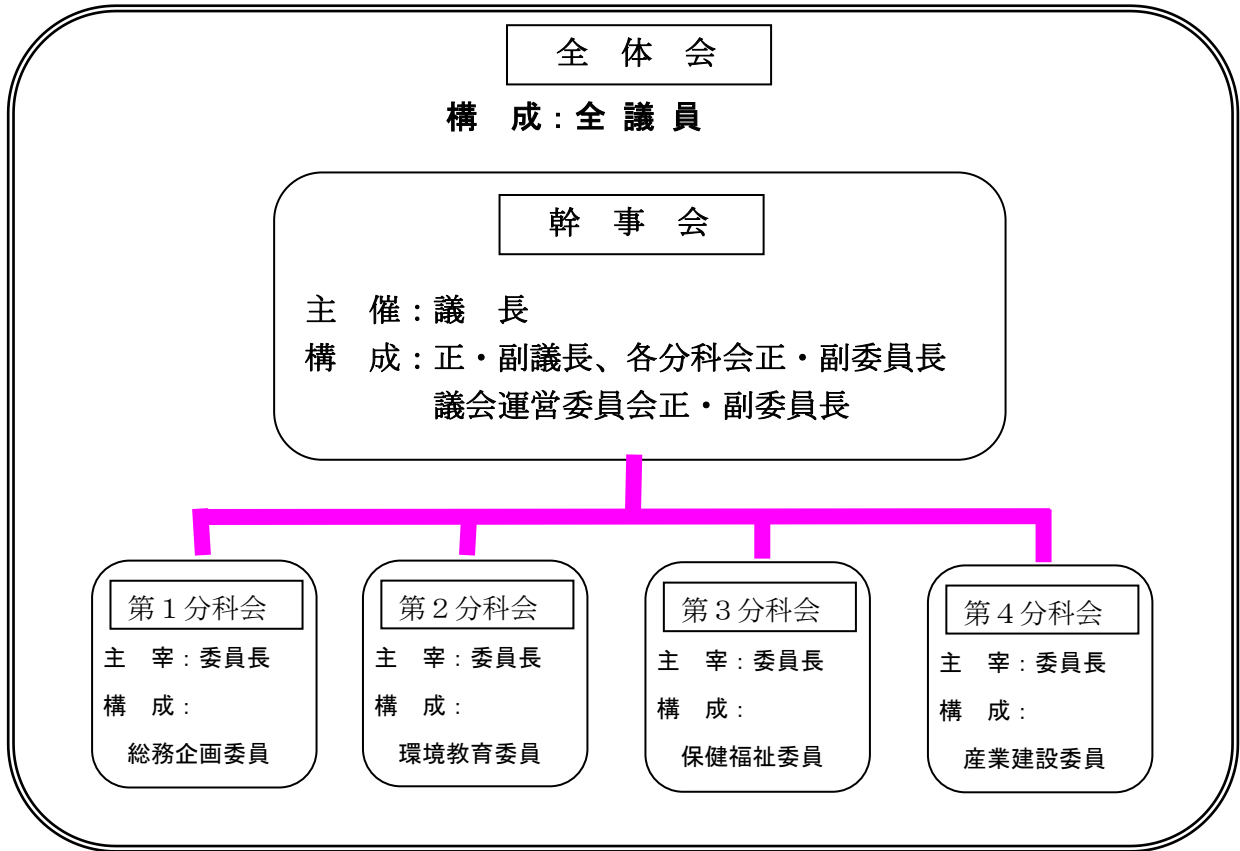 全 体 会
構 成：全 議 員
幹 事 会
主 催：議 長
構 成：正・副議長、各分科会正・副委員長
議会運営委員会正・副委員長
第１分科会
主 宰：委員長
構 成：
総務企画委員
第２分科会
主 宰：委員長
構 成：
環境教育委員
第３分科会
主 宰：委員長
構 成：
保健福祉委員
第４分科会
主 宰：委員長
構 成：
産業建設委員